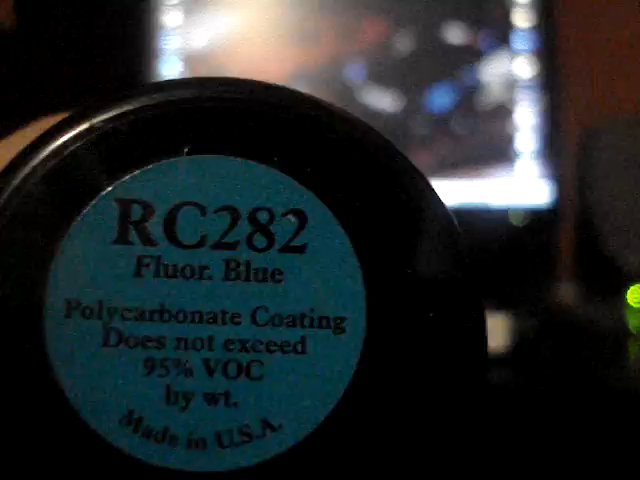 RC282
Fluor. Blue
Polycarbonate Coating
Does not exceed
95% VOC
by wt.
Made in U.S.A.